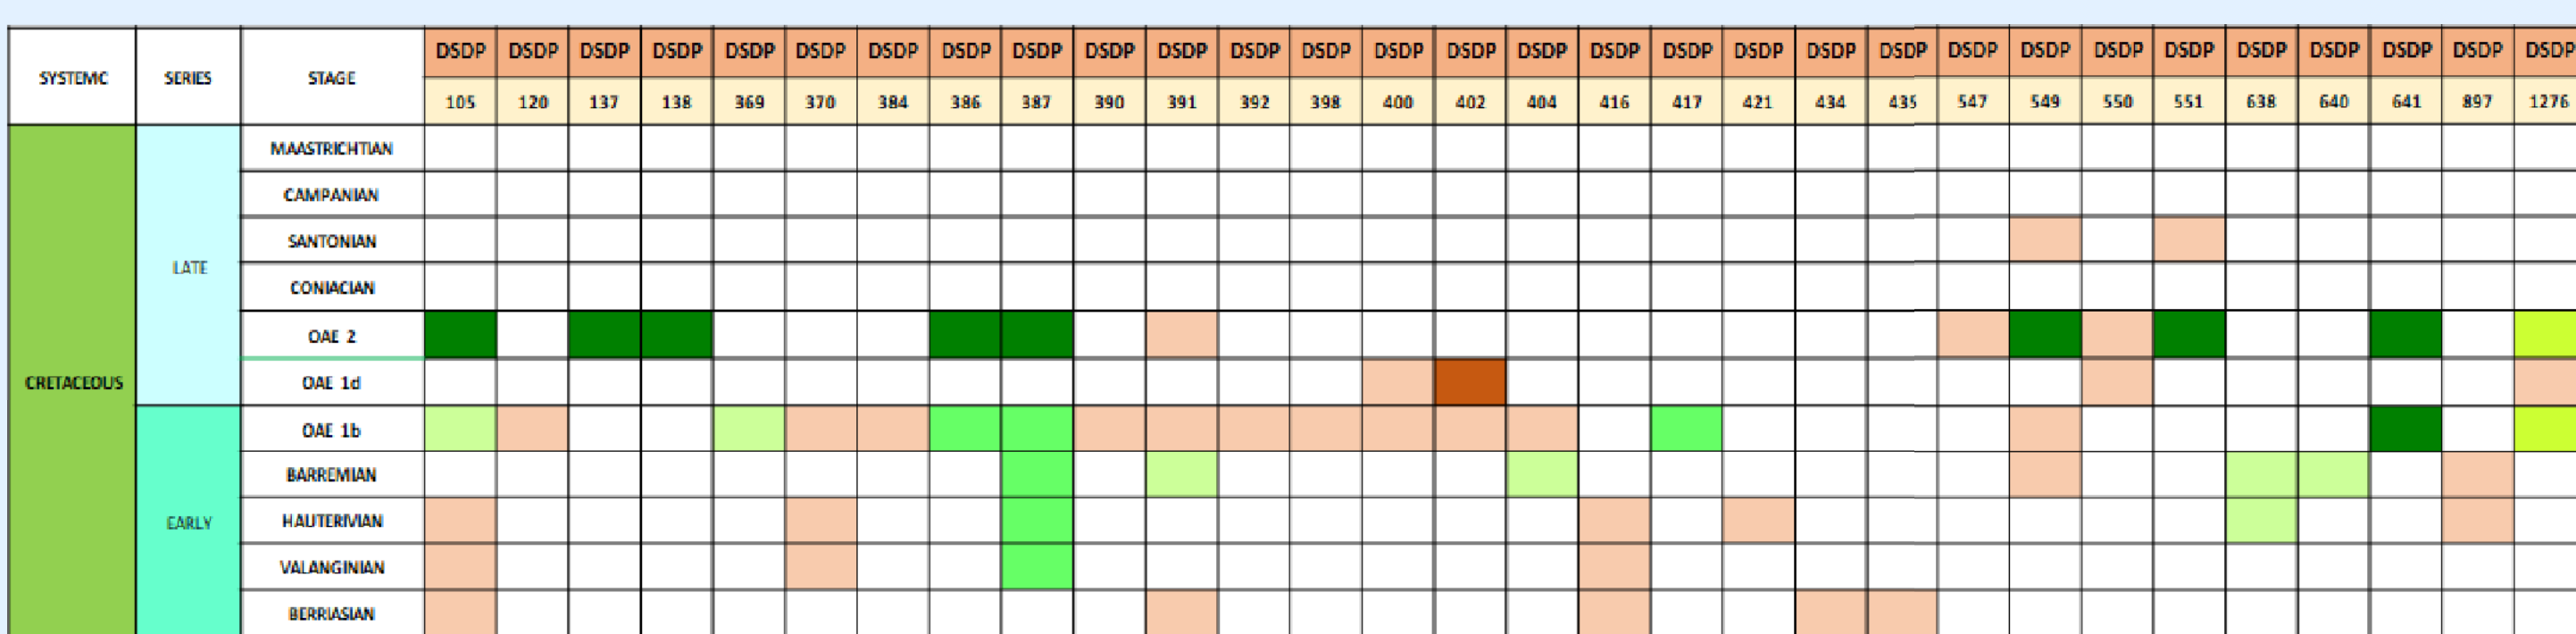 SYSTEMC SERIES STAGE DSDP DSDP DSDP DSDP DSDP DSDP DSDP DSDP DSDP DSDP DSDP DSDP DSDP DSDP DSDP DSDP DSDP DSDP DSDP DSDP DSDP DSDP DSDP DSDP DSDP DSDP DSDP DSDP DSDP DSDP
105 120 137 138 369 370 384 386 387 390 391 392 398 400 402 404 416 417 421 434 435 547 549 550 551 638 640 641 897 1276
MAASTRICHTIAN
CAMPANIAN
SANTONIAN
LATE
CONIACIAN
OAE 2
CRETACEOUS
OAE 1d
OAE 1b
BARREMIAN
EARLY
HAUTERIVIAN
VALANGINIAN
BERRIASIAN